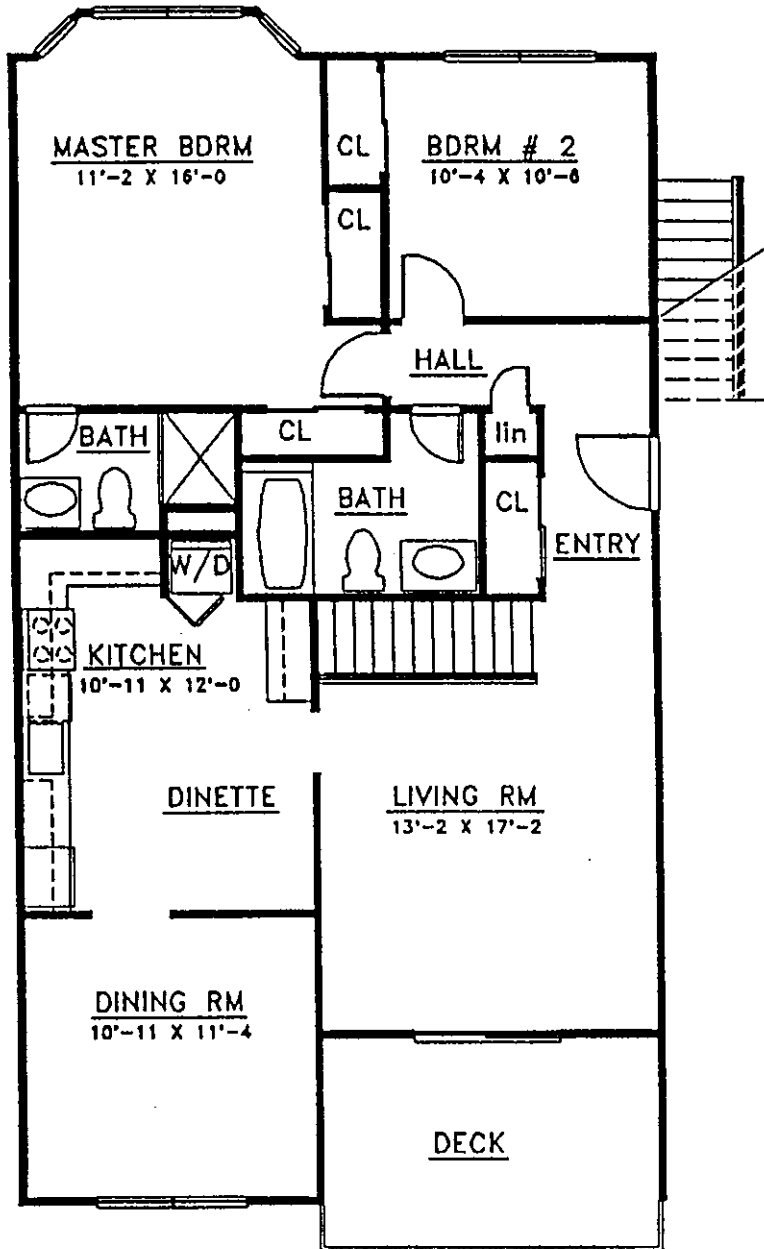 MASTER BDRM
11'-2 X 16'-0
CL
BDRM # 2
10'-4 X 10'-6
CL
HALL
BATH
CL
lin
BATH
CL
W/D
ENTRY
KITCHEN
10'-11 X 12'-0
DINETTE
LIVING RM
13'-2 X 17'-2
DINING RM
10'-11 X 11'-4
DECK